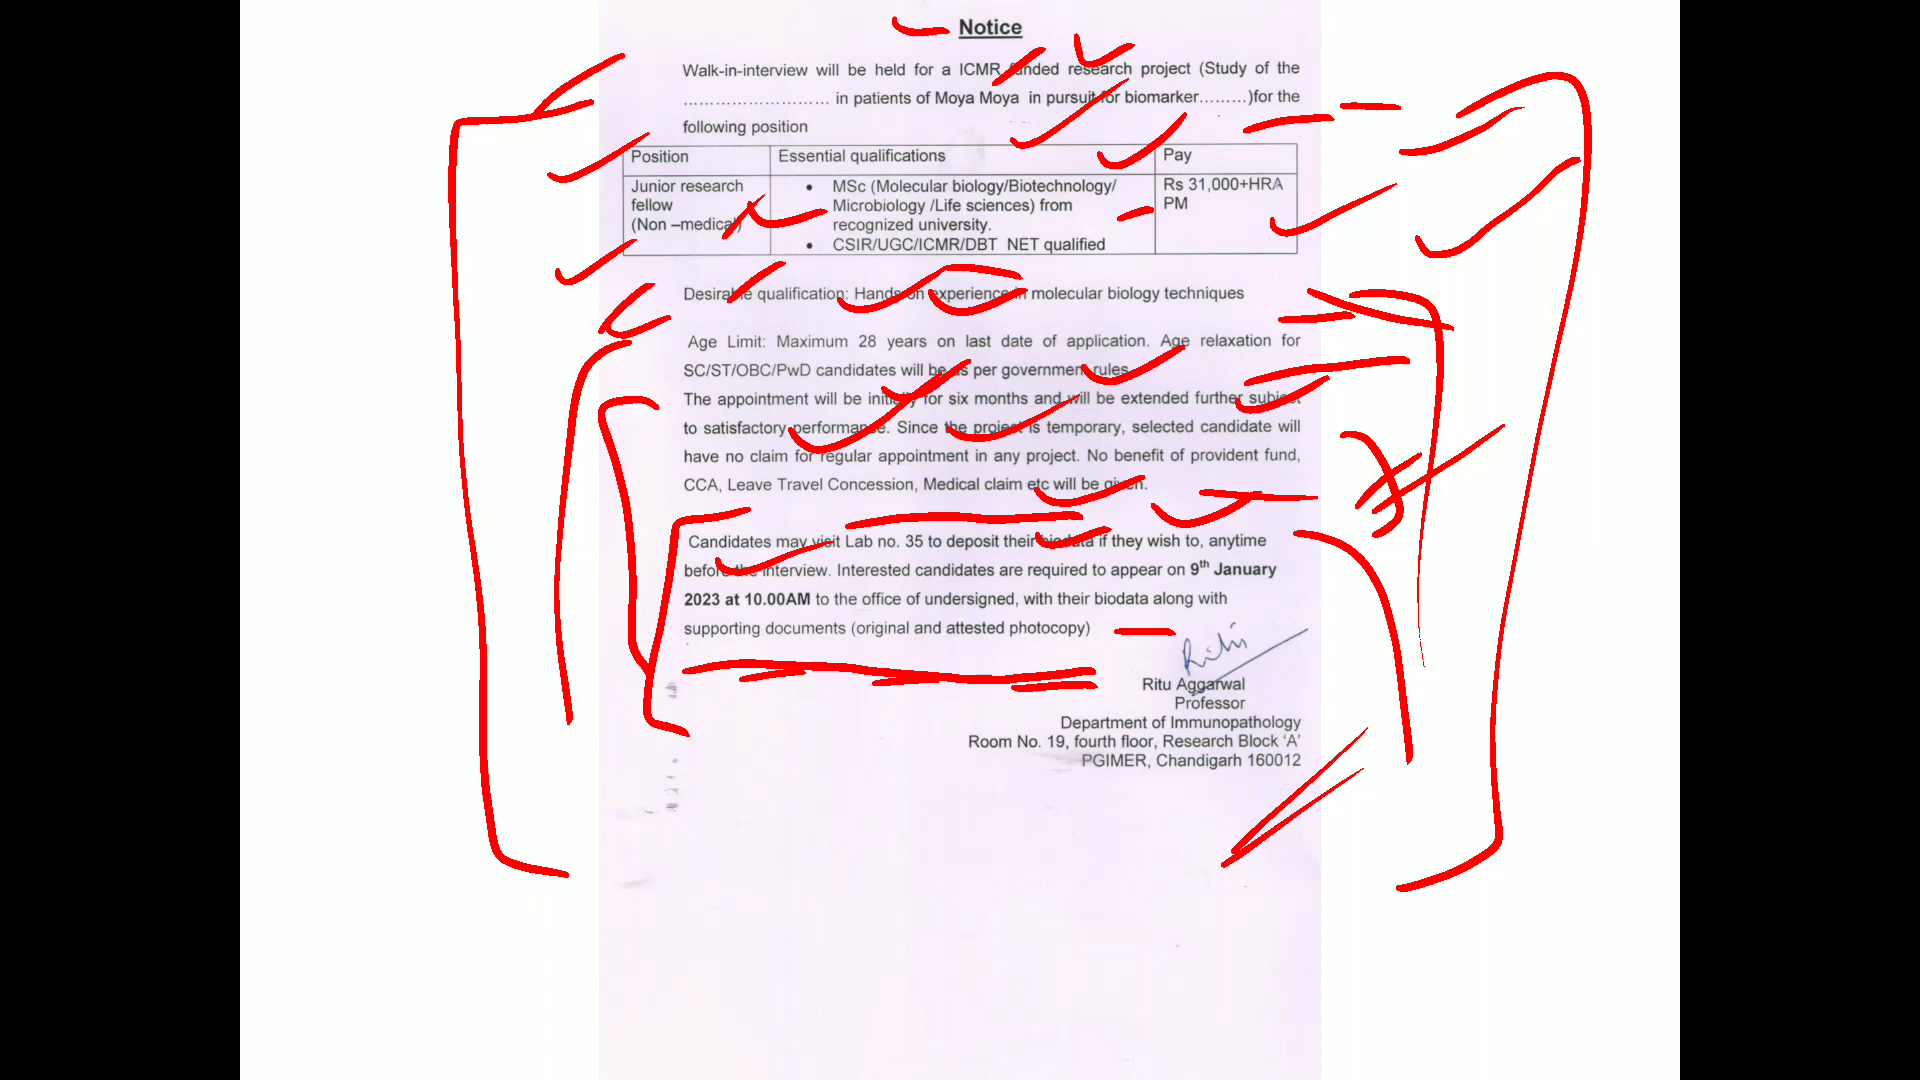 Notice
Walk-in-interview will be held for a ICMR funded research project (Study of the
………………………. in patients of Moya Moya in pursuit for biomarker………)for the
following position
Position Essential qualifications Pay
Junior research fellow (Non –medical)
• MSc (Molecular biology/Biotechnology/
Microbiology /Life sciences) from
recognized university.
• CSIR/UGC/ICMR/DBT NET qualified
Rs 31,000+HRA
PM
Desirable qualification: Hands on experience in molecular biology techniques
Age Limit: Maximum 28 years on last date of application. Age relaxation for
SC/ST/OBC/PwD candidates will be as per government rules.
The appointment will be initially for six months and will be extended further subject
to satisfactory performance. Since the project is temporary, selected candidate will
have no claim for regular appointment in any project. No benefit of provident fund,
CCA, Leave Travel Concession, Medical claim etc will be given.
Candidates may visit Lab no. 35 to deposit their biodata if they wish to, anytime
before the interview. Interested candidates are required to appear on 9th January
2023 at 10.00AM to the office of undersigned, with their biodata along with
supporting documents (original and attested photocopy)
Ritu
Ritu Aggarwal
Professor
Department of Immunopathology
Room No. 19, fourth floor, Research Block ‘A’
PGIMER, Chandigarh 160012